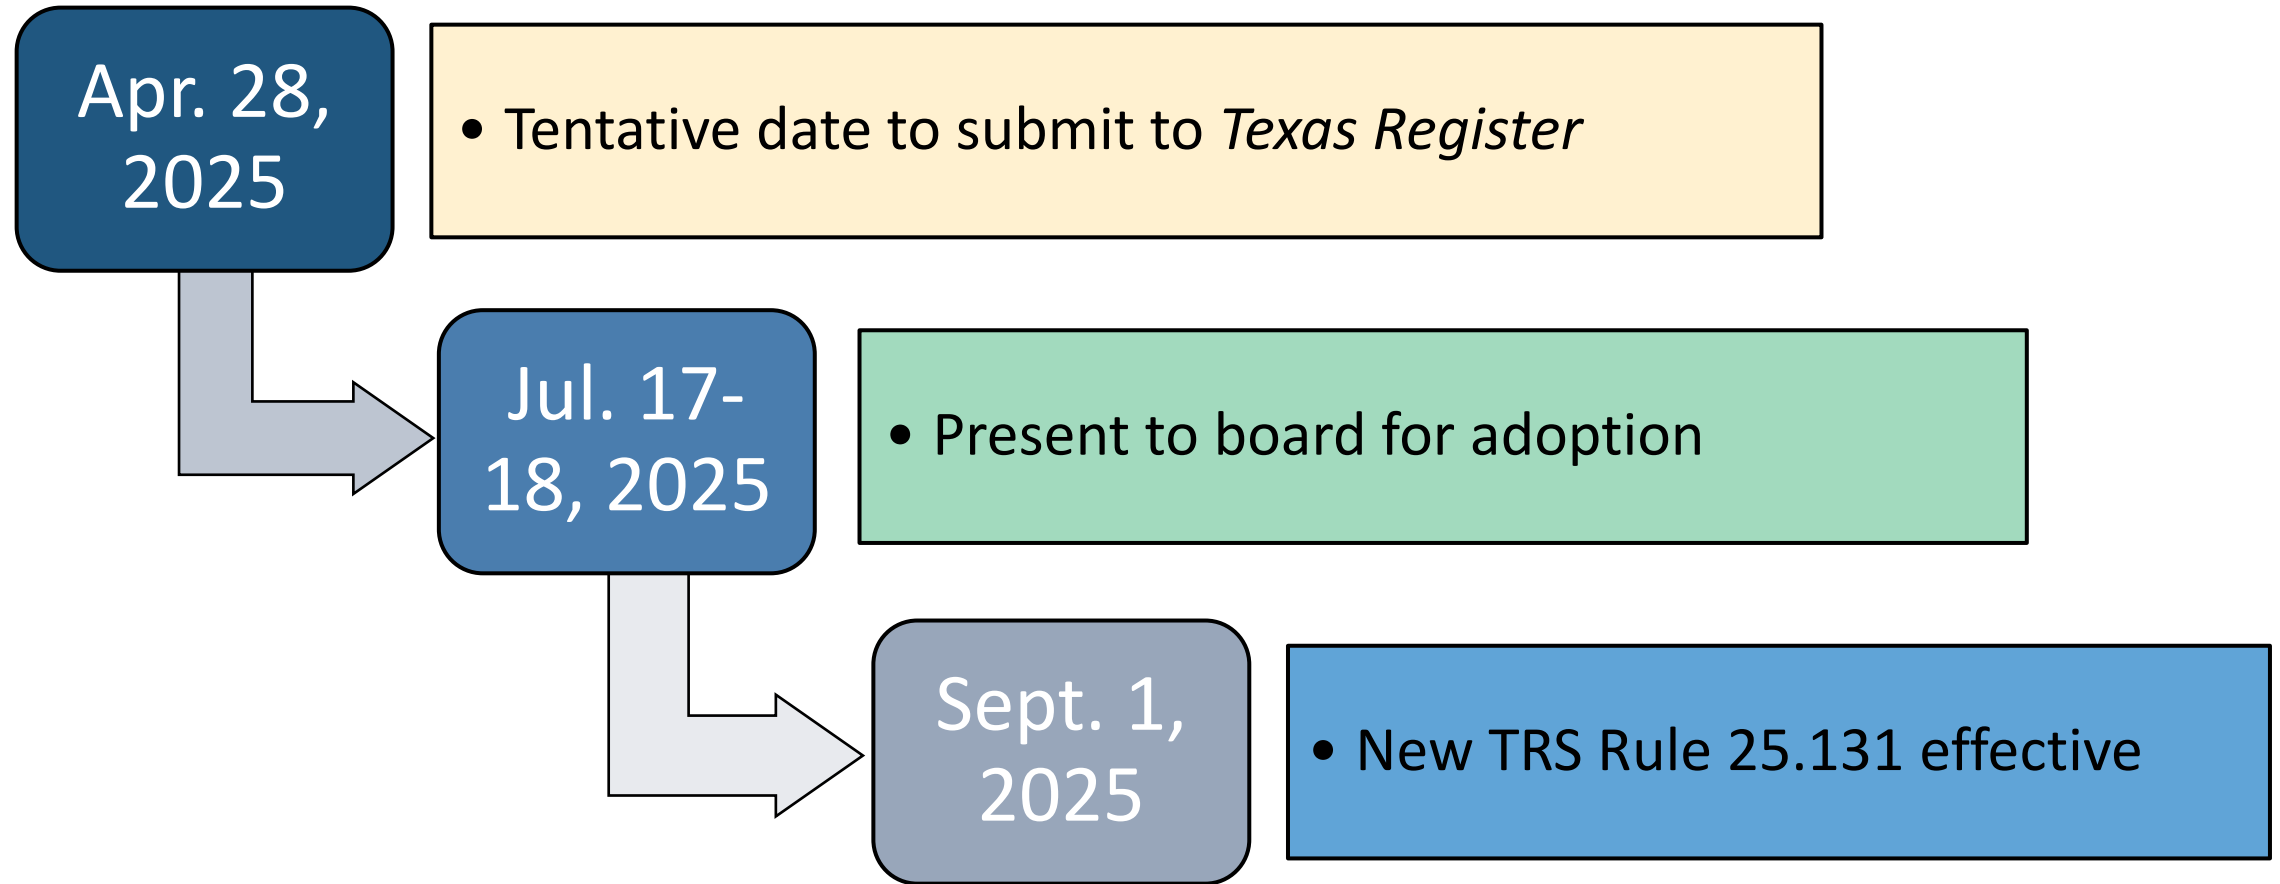 Apr. 28,
2025
• Tentative date to submit to Texas Register
Jul. 17-
18, 2025
• Present to board for adoption
Sept. 1,
2025
• New TRS Rule 25.131 effective